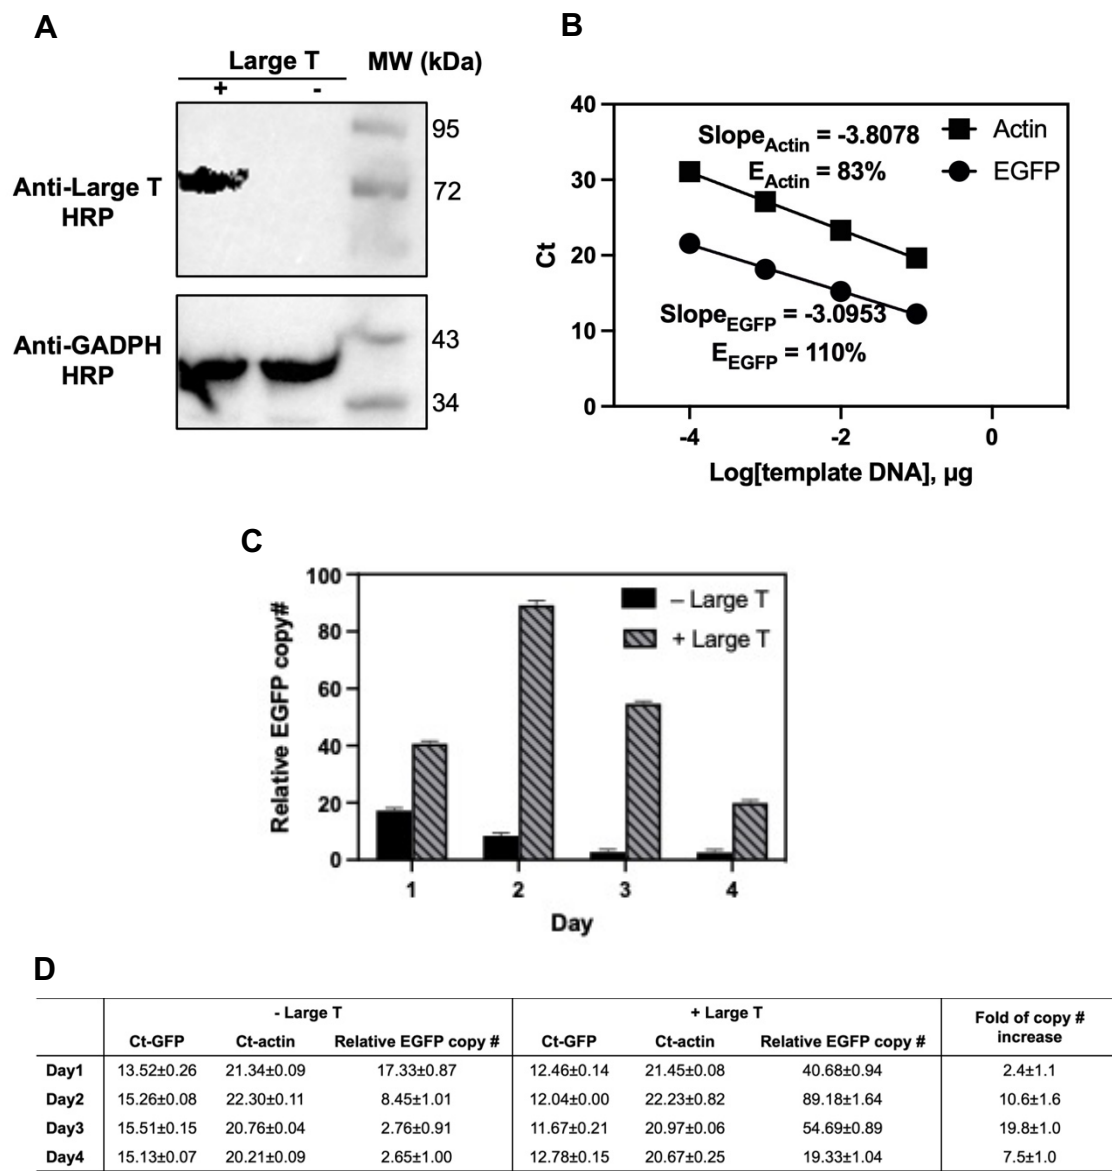 A
Large T
MW (kDa)
+ -
Anti-Large T
HRP
95
72
Anti-GADPH
HRP
43
34
B
40
30
20
10
0
Ct
Slope Actin = -3.8078
E Actin = 83%
Actin
EGFP
Slope EGFP = -3.0953
E EGFP = 110%
-4 -2 0
Log[template DNA], µg
C
100
80
60
40
20
0
Relative EGFP copy#
– Large T
+ Large T
1 2 3 4
Day
D
- Large T + Large T Fold of copy #
increase
Ct-GFP Ct-actin Relative EGFP copy # Ct-GFP Ct-actin Relative EGFP copy #
Day1 13.52±0.26 21.34±0.09 17.33±0.87 12.46±0.14 21.45±0.08 40.68±0.94 2.4±1.1
Day2 15.26±0.08 22.30±0.11 8.45±1.01 12.04±0.00 22.23±0.82 89.18±1.64 10.6±1.6
Day3 15.51±0.15 20.76±0.04 2.76±0.91 11.67±0.21 20.97±0.06 54.69±0.89 19.8±1.0
Day4 15.13±0.07 20.21±0.09 2.65±1.00 12.78±0.15 20.67±0.25 19.33±1.04 7.5±1.0